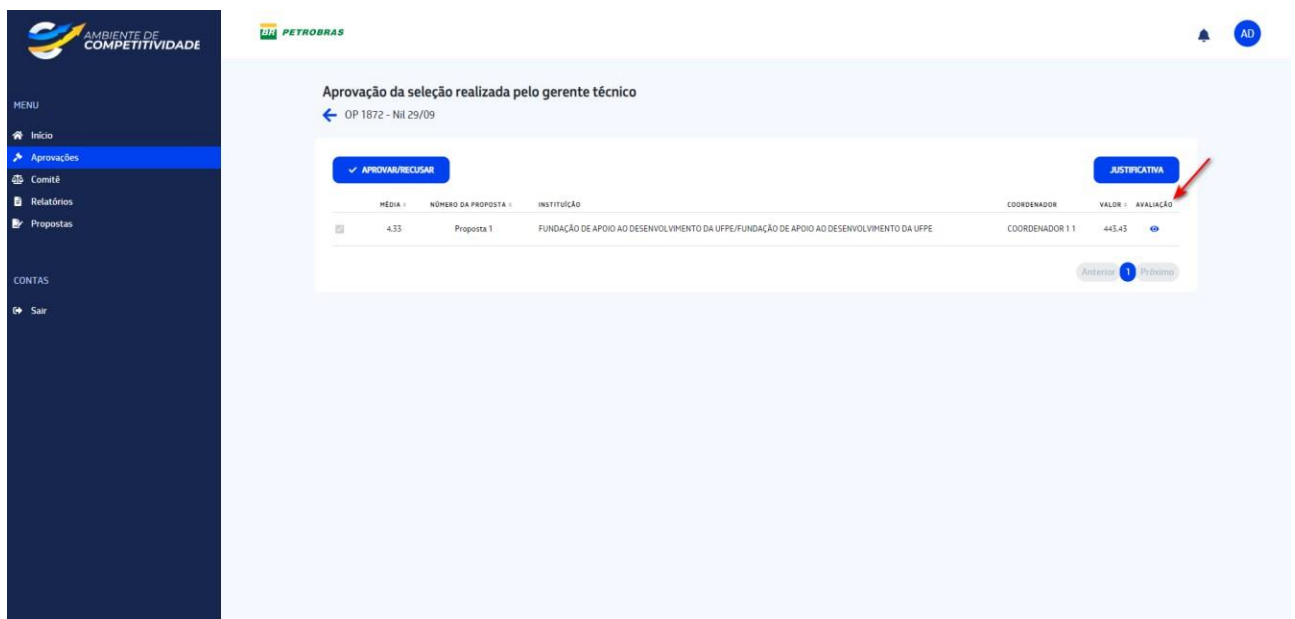 AMBIENTE DE
COMPETITIVIDADE
BR PETROBRAS
AD
MENU
Início
Aprovações
Comitê
Relatórios
Propostas
CONTAS
Sair
Aprovação da seleção realizada pelo gerente técnico
OP 1872 - Nil 29/09
APROVAR/RECUSAR
JUSTIFICATIVA
MÉDIA NÚMERO DA PROPOSTA INSTITUIÇÃO COORDENADOR VALOR AVALIAÇÃO
4.33 Proposta 1 FUNDAÇÃO DE APOIO AO DESENVOLVIMENTO DA UFPE/FUNDAÇÃO DE APOIO AO DESENVOLVIMENTO DA UFPE COORDENADOR 1 1 443.43
Anterior 1 Próximo